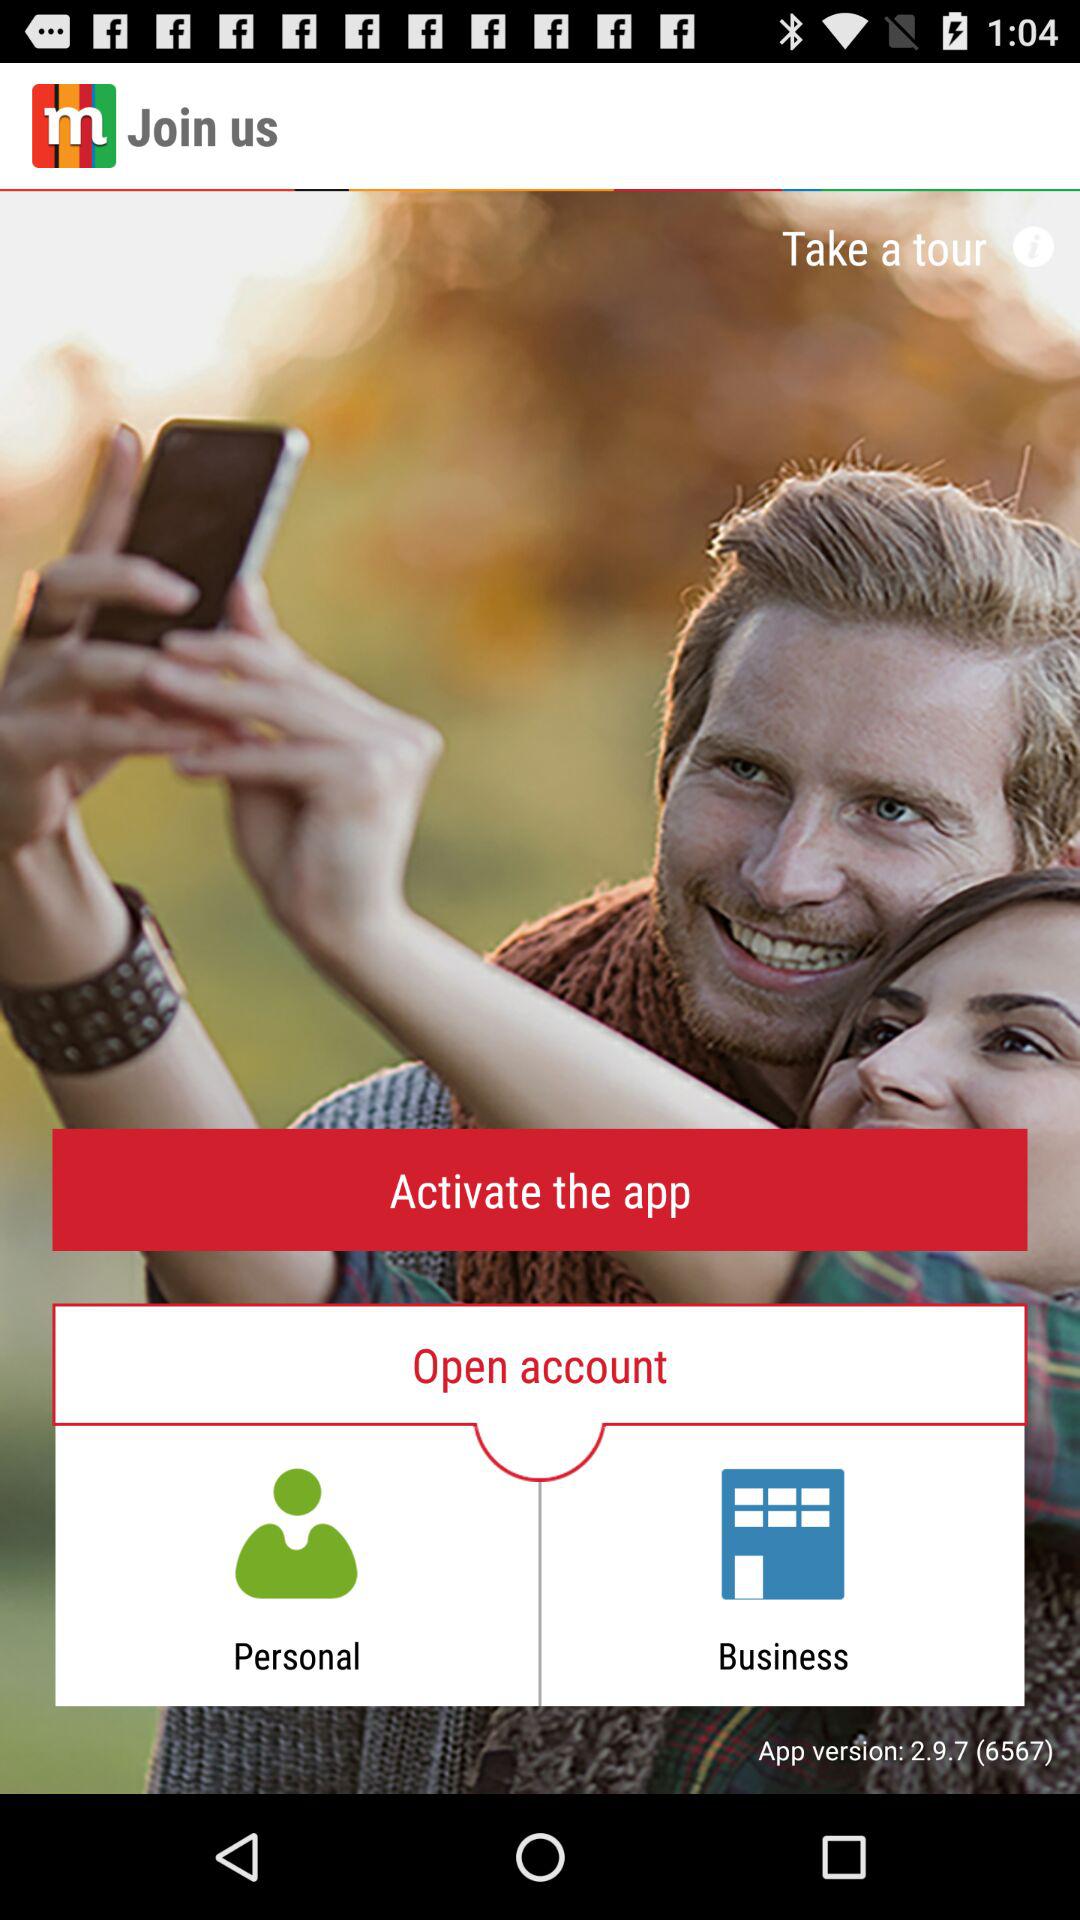 1:04
m Join us
Take a tour i
Activate the app
Open account
Personal
Business
App version: 2.9.7 (6567)